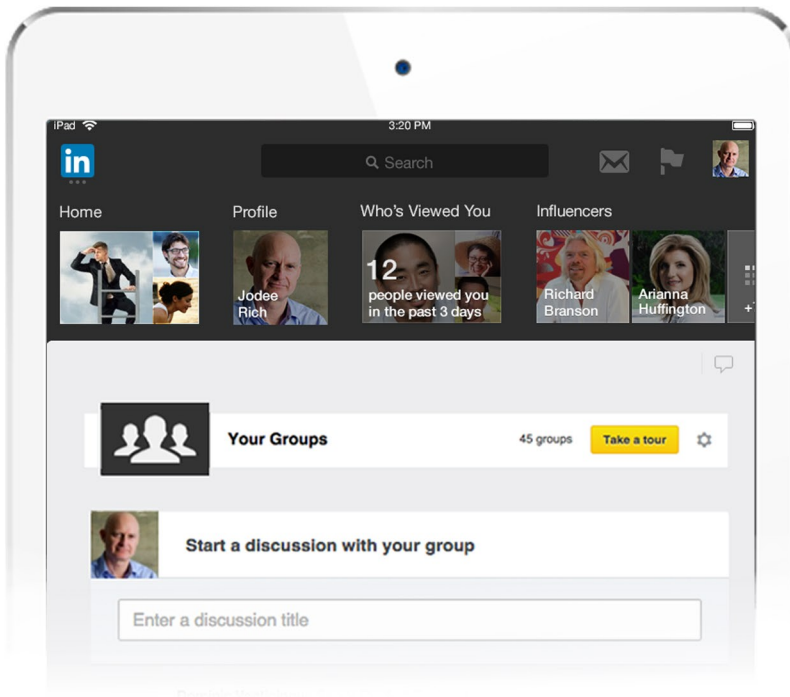 iPad
3:20 PM
in
Search
Home
Profile
Who's Viewed You
Influencers
Jodee
Rich
12
people viewed you
in the past 3 days
Richard
Branson
Arianna
Huffington
Your Groups
45 groups
Take a tour
Start a discussion with your group
Enter a discussion title